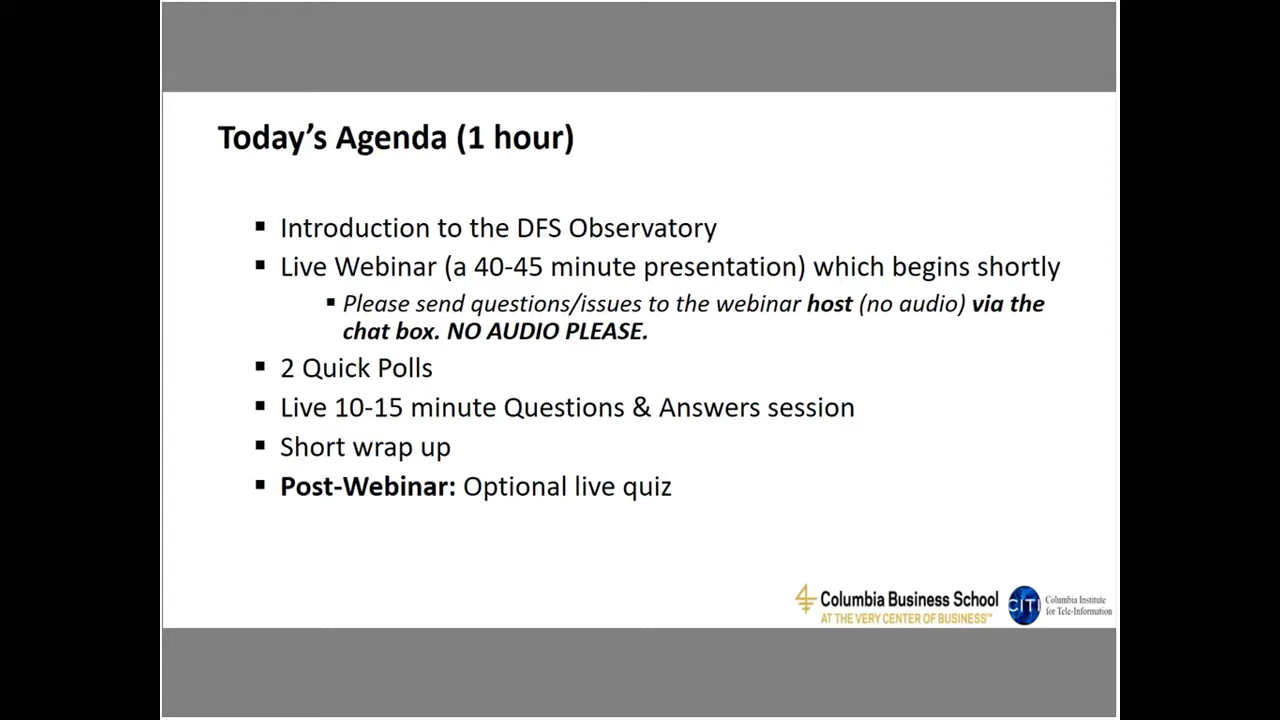 Today's Agenda (1 hour)
▪ Introduction to the DFS Observatory
▪ Live Webinar (a 40-45 minute presentation) which begins shortly
▪ Please send questions/issues to the webinar host (no audio) via the
chat box. NO AUDIO PLEASE.
▪ 2 Quick Polls
▪ Live 10-15 minute Questions & Answers session
▪ Short wrap up
▪ Post-Webinar: Optional live quiz
Columbia Business School
AT THE VERY CENTER OF BUSINESS™
CITI
Columbia Institute
for Tele-Information